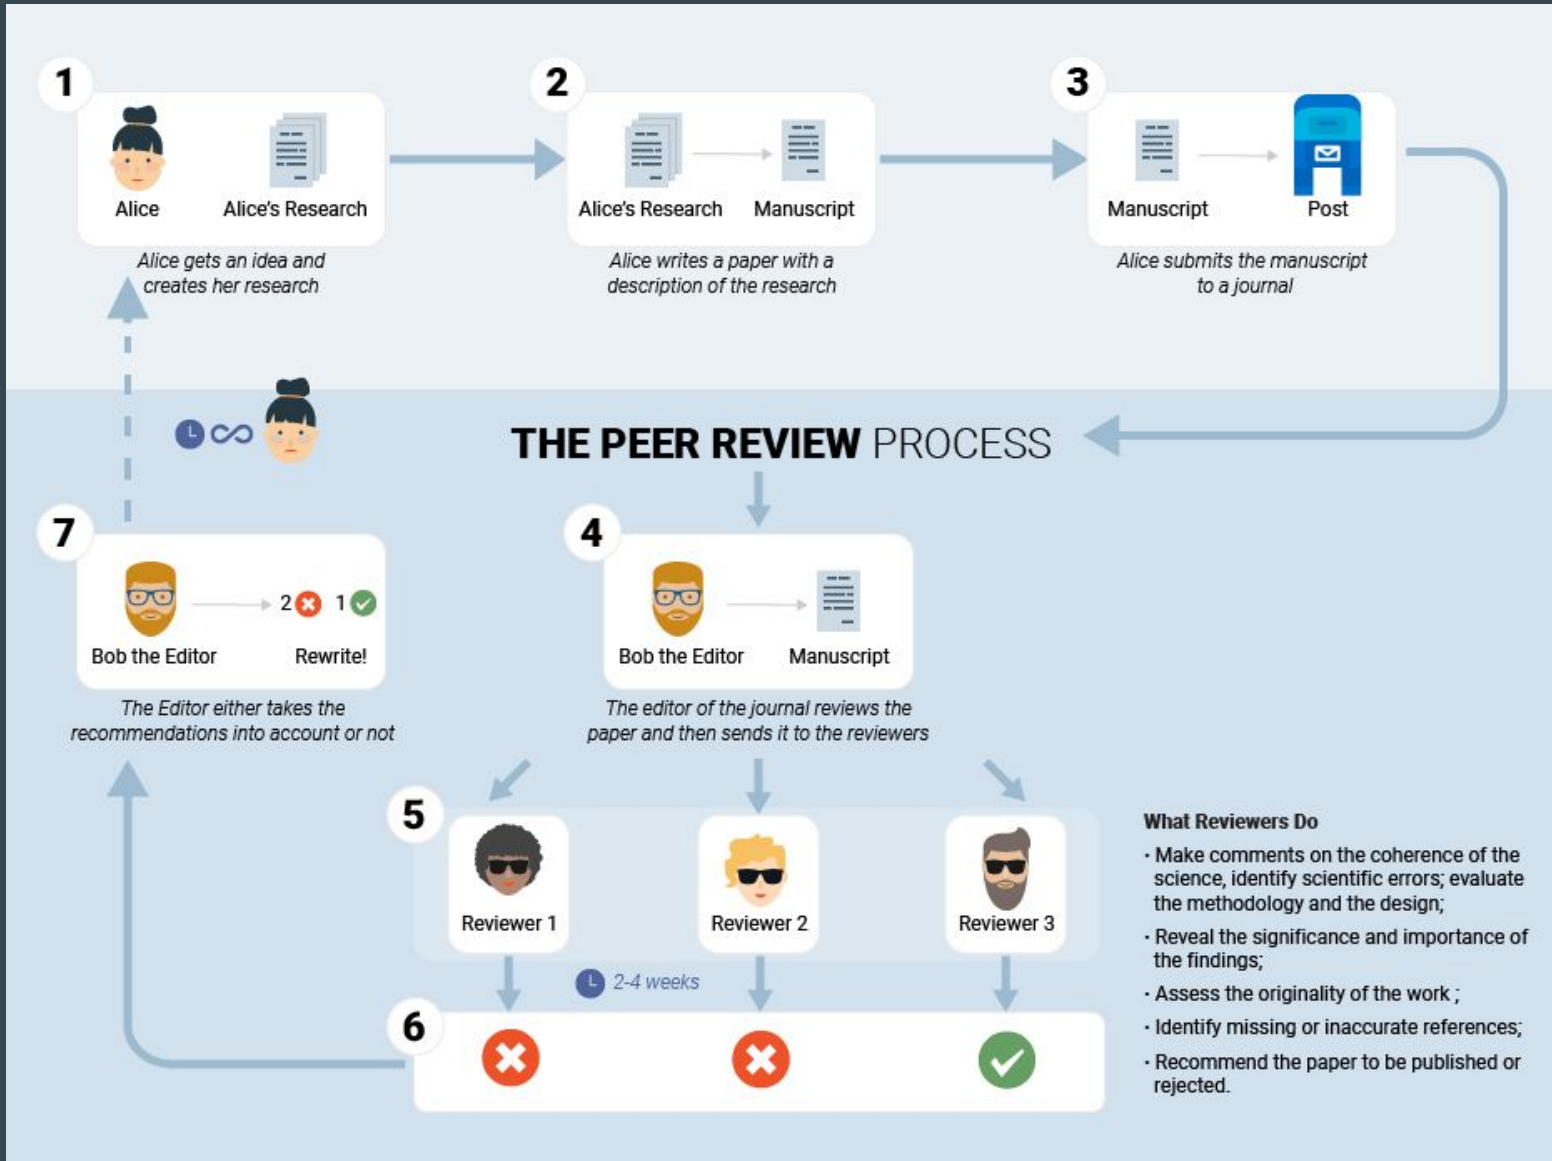 1
Alice
Alice's Research
Alice gets an idea and
creates her research
2
Alice's Research
Manuscript
Alice writes a paper with a
description of the research
3
Manuscript
Post
Alice submits the manuscript
to a journal
THE PEER REVIEW PROCESS
4
Bob the Editor
Manuscript
The editor of the journal reviews the
paper and then sends it to the reviewers
5
Reviewer 1
Reviewer 2
Reviewer 3
2-4 weeks
What Reviewers Do
· Make comments on the coherence of the
science, identify scientific errors; evaluate
the methodology and the design;
· Reveal the significance and importance of
the findings;
· Assess the originality of the work ;
· Identify missing or inaccurate references;
· Recommend the paper to be published or
rejected.
6
7
Bob the Editor
2 1
Rewrite!
The Editor either takes the
recommendations into account or not
∞